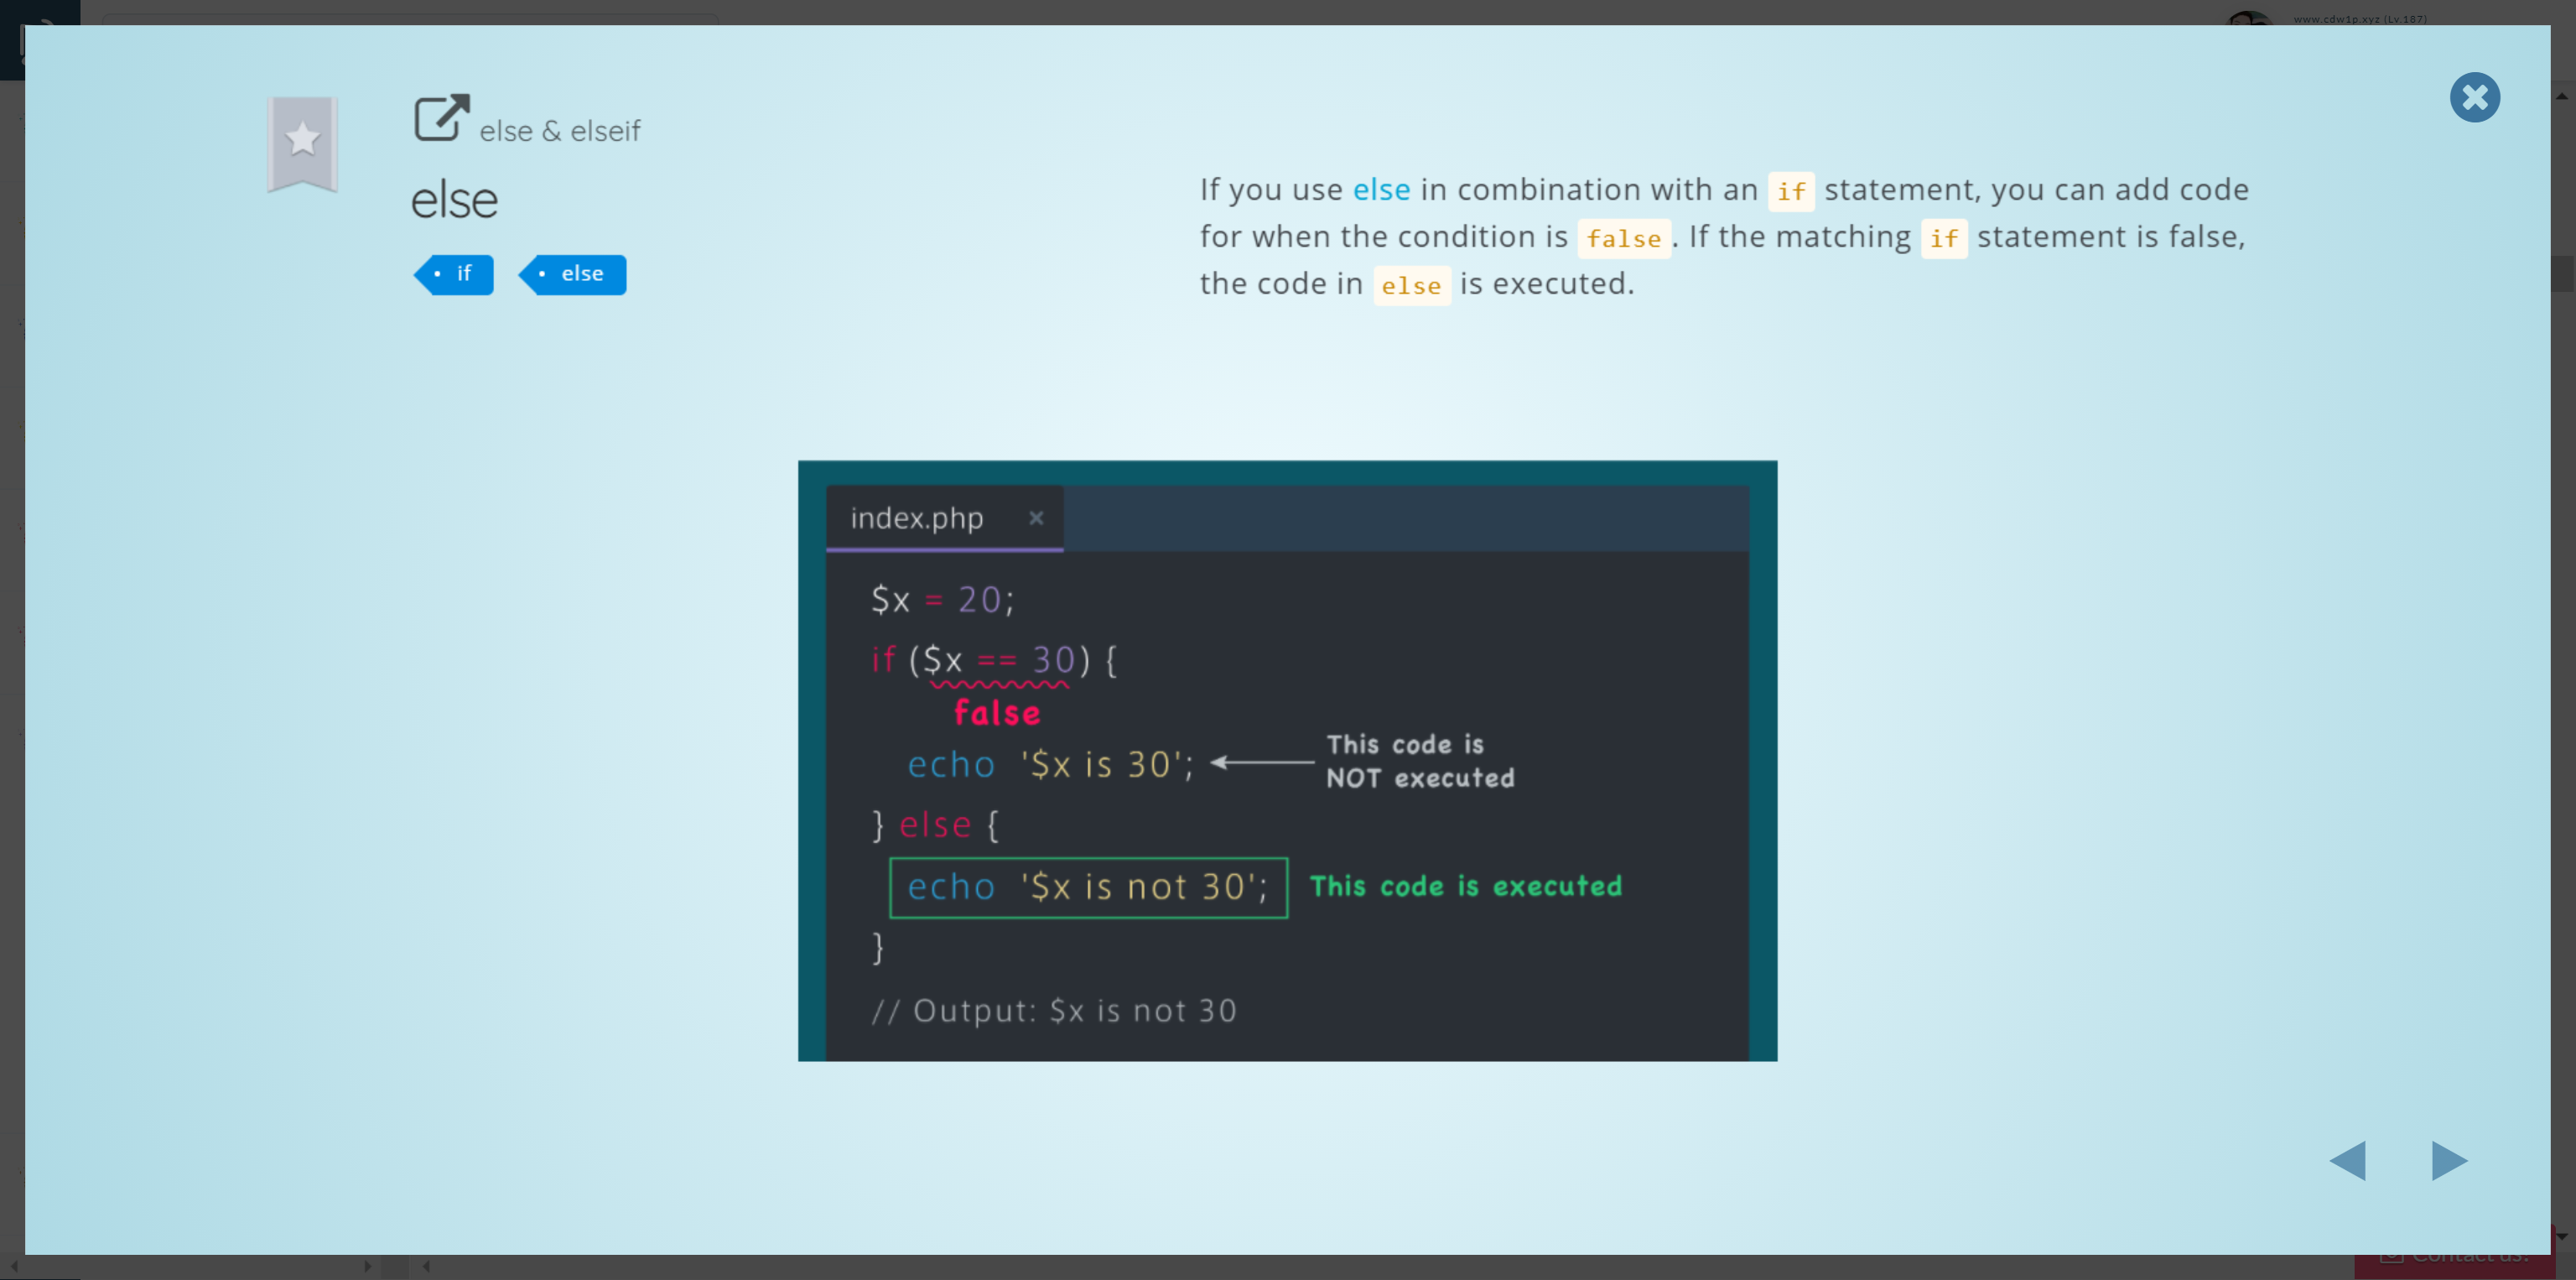 www.cdw1p.xyz (Lv.187)
else & elseif
else
if else
If you use else in combination with an if statement, you can add code
for when the condition is false. If the matching if statement is false,
the code in else is executed.
index.php ×
$x = 20;
if ($x == 30) {
false
echo '$x is 30';
This code is
NOT executed
} else {
echo '$x is not 30'; This code is executed
}
// Output: $x is not 30
Contact us!